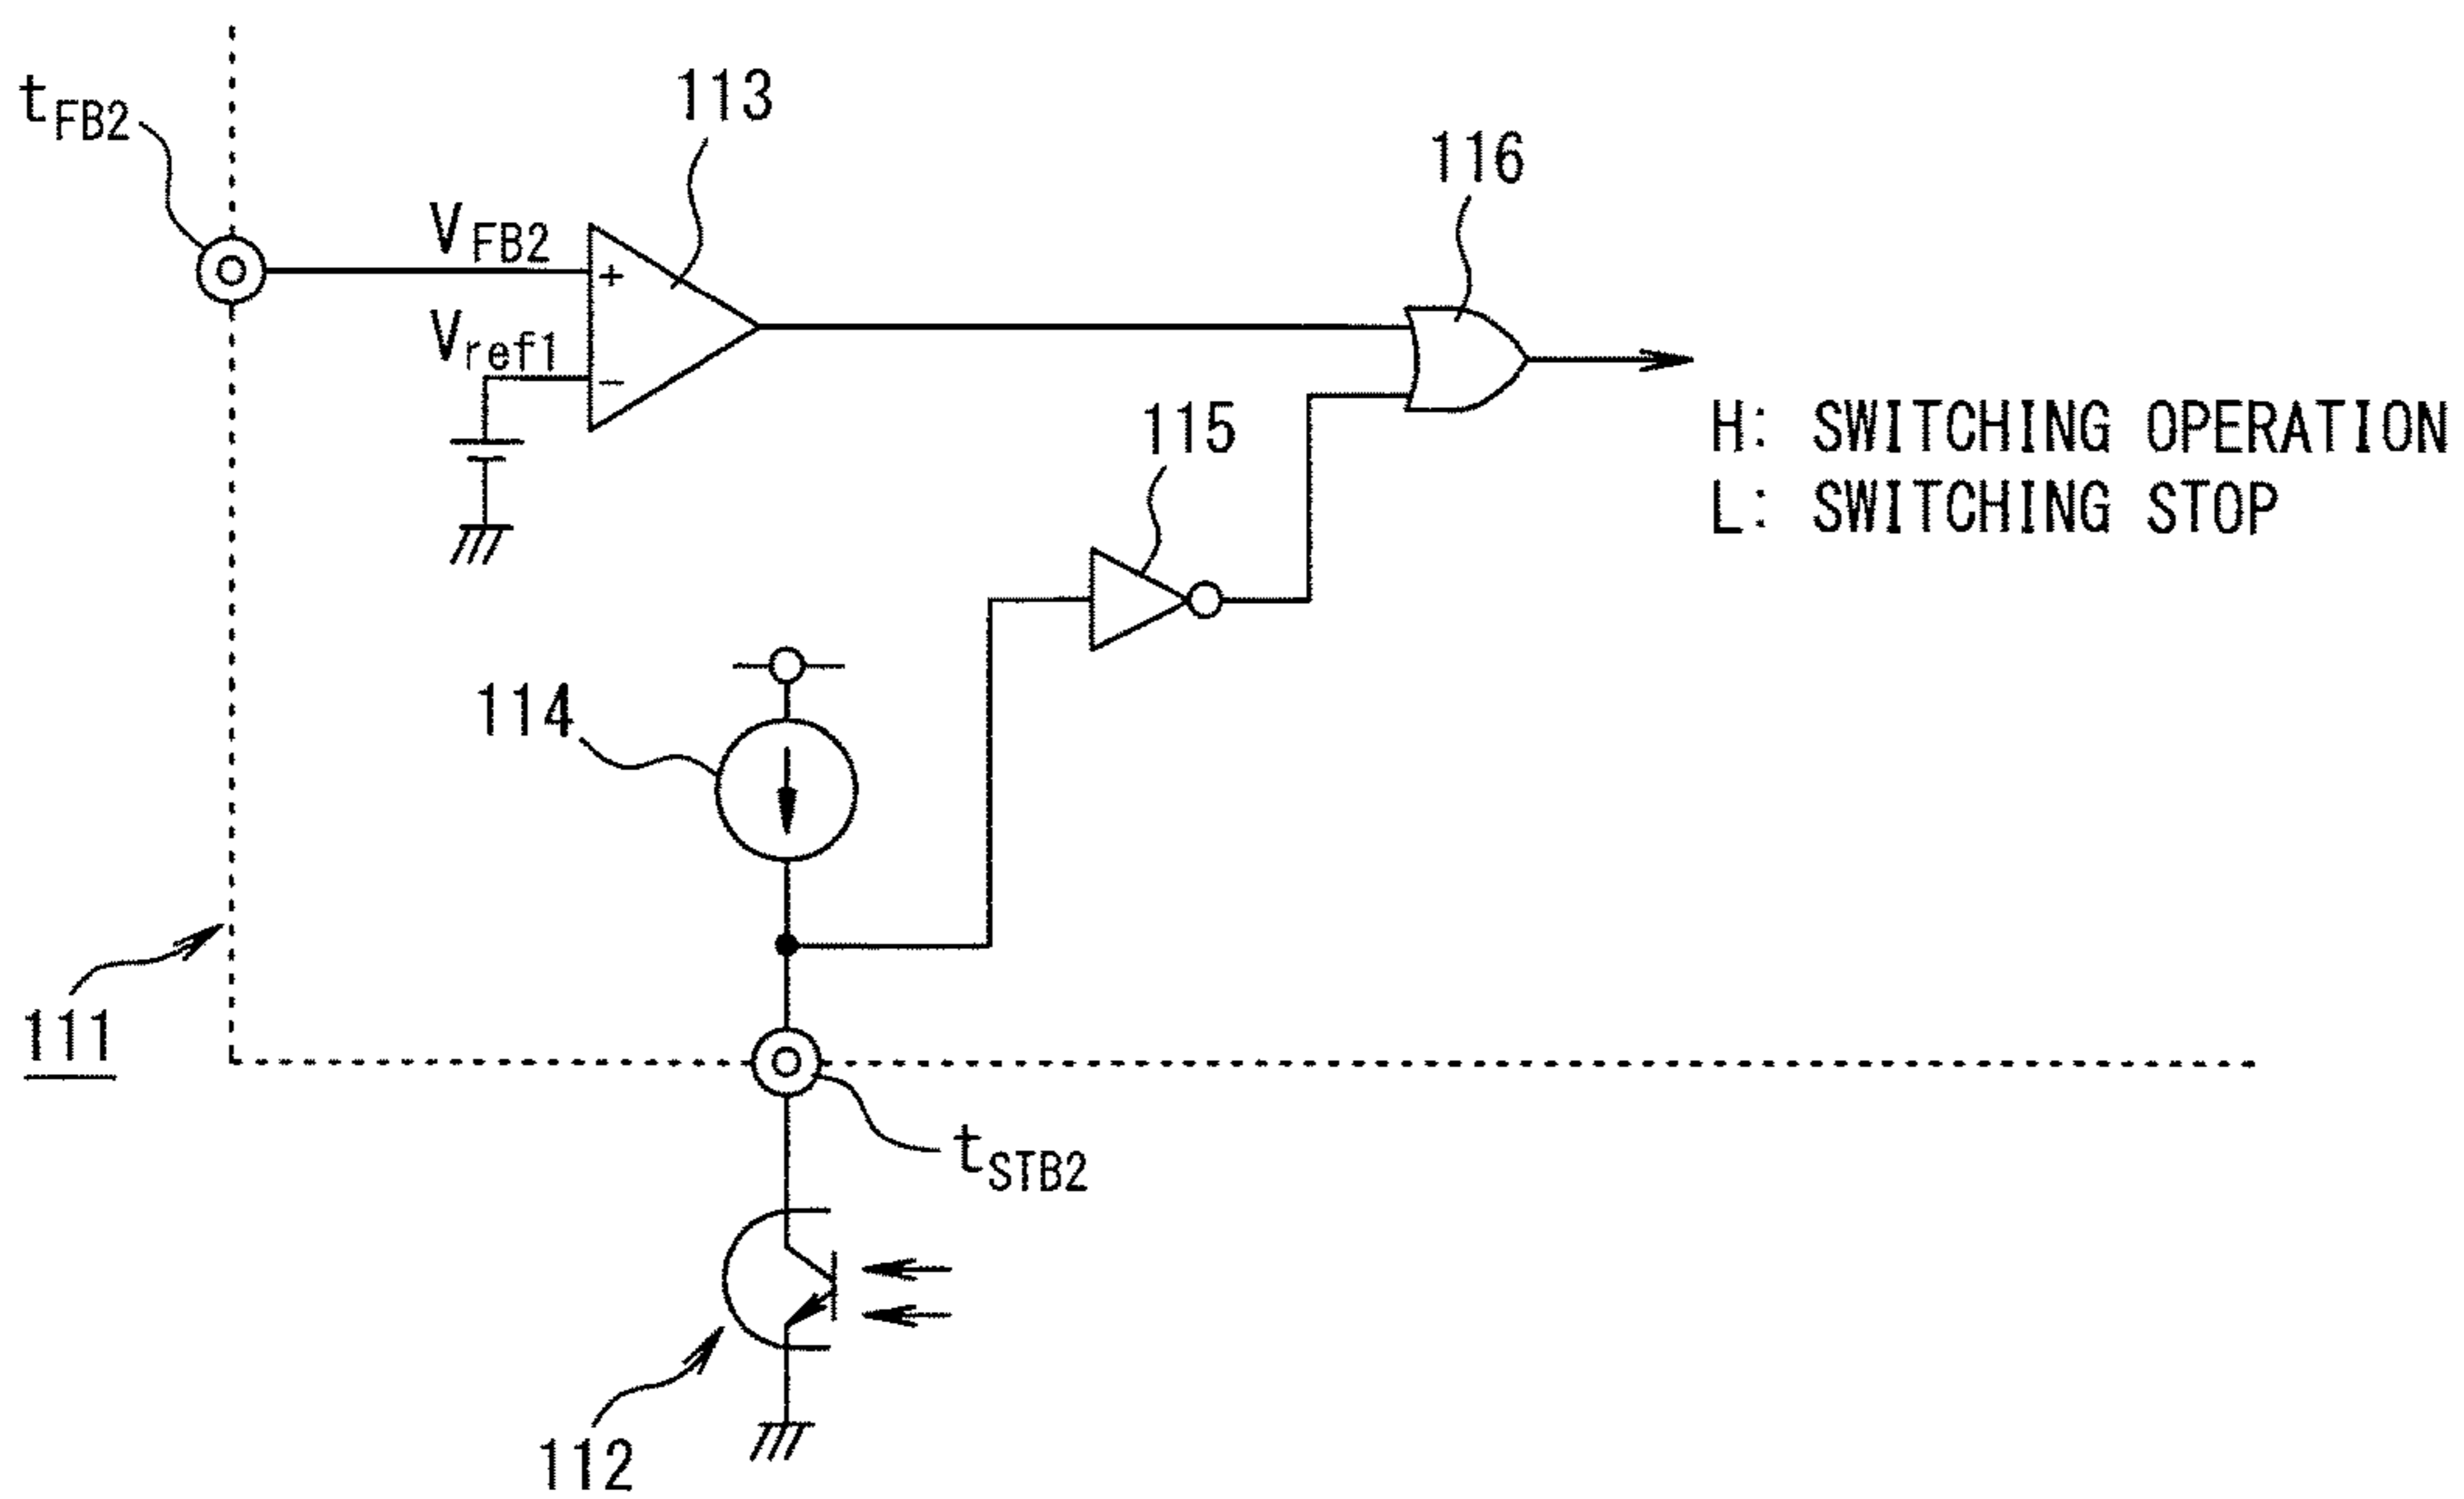 113
t_FB2
116
V_FB2
+
V_ref1
−
115
H: SWITCHING OPERATION
L: SWITCHING STOP
114
111
t_STB2
112